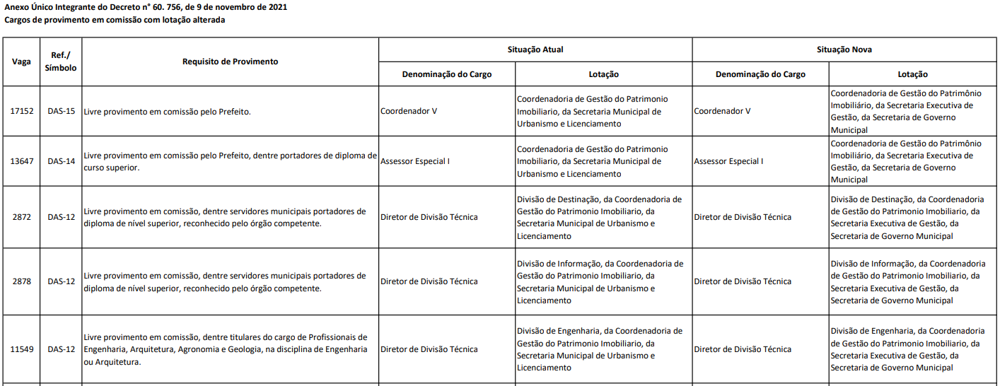 Anexo Único Integrante do Decreto n° 60. 756, de 9 de novembro de 2021
Cargos de provimento em comissão com lotação alterada
Vaga
Ref./
Símbolo
Requisito de Provimento
Situação Atual
Situação Nova
Denominação do Cargo
Lotação
Denominação do Cargo
Lotação
17152
DAS-15
Livre provimento em comissão pelo Prefeito.
Coordenador V
Coordenadoria de Gestão do Patrimonio
Imobiliario, da Secretaria Municipal de
Urbanismo e Licenciamento
Coordenador V
Coordenadoria de Gestão do Patrimônio
Imobiliário, da Secretaria Executiva de
Gestão, da Secretaria de Governo
Municipal
13647
DAS-14
Livre provimento em comissão pelo Prefeito, dentre portadores de diploma de
curso superior.
Assessor Especial I
Coordenadoria de Gestão do Patrimonio
Imobiliario, da Secretaria Municipal de
Urbanismo e Licenciamento
Assessor Especial I
Coordenadoria de Gestão do Patrimônio
Imobiliário, da Secretaria Executiva de
Gestão, da Secretaria de Governo
Municipal
2872
DAS-12
Livre provimento em comissão, dentre servidores municipais portadores de
diploma de nível superior, reconhecido pelo órgão competente.
Diretor de Divisão Técnica
Divisão de Destinação, da Coordenadoria de
Gestão do Patrimonio Imobiliario, da
Secretaria Municipal de Urbanismo e
Licenciamento
Diretor de Divisão Técnica
Divisão de Destinação, da Coordenadoria
de Gestão do Patrimonio Imobiliario, da
Secretaria Executiva de Gestão, da
Secretaria de Governo Municipal
2878
DAS-12
Livre provimento em comissão, dentre servidores municipais portadores de
diploma de nível superior, reconhecido pelo órgão competente.
Diretor de Divisão Técnica
Divisão de Informação, da Coordenadoria de
Gestão do Patrimonio Imobiliario, da
Secretaria Municipal de Urbanismo e
Licenciamento
Diretor de Divisão Técnica
Divisão de Informação, da Coordenadoria
de Gestão do Patrimonio Imobiliario, da
Secretaria Executiva de Gestão, da
Secretaria de Governo Municipal
11549
DAS-12
Livre provimento em comissão, dentre titulares do cargo de Profissionais de
Engenharia, Arquitetura, Agronomia e Geologia, na disciplina de Engenharia
ou Arquitetura.
Diretor de Divisão Técnica
Divisão de Engenharia, da Coordenadoria de
Gestão do Patrimonio Imobiliario, da
Secretaria Municipal de Urbanismo e
Licenciamento
Diretor de Divisão Técnica
Divisão de Engenharia, da Coordenadoria
de Gestão do Patrimonio Imobiliario, da
Secretaria Executiva de Gestão, da
Secretaria de Governo Municipal